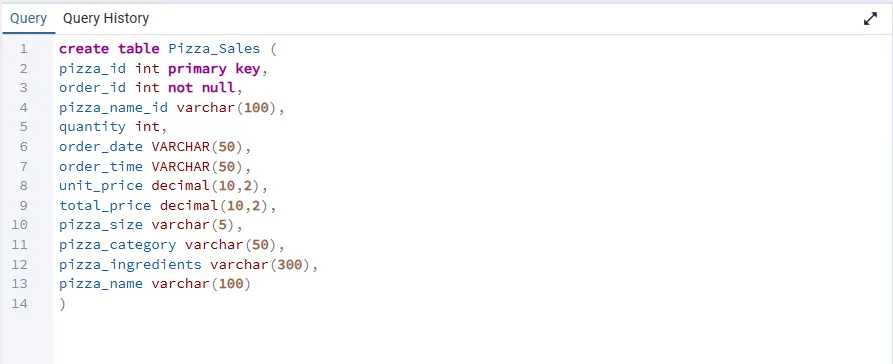 Query Query History
1 create table Pizza_Sales (
2 pizza_id int primary key,
3 order_id int not null,
4 pizza_name_id varchar(100),
5 quantity int,
6 order_date VARCHAR(50),
7 order_time VARCHAR(50),
8 unit_price decimal(10,2),
9 total_price decimal(10,2),
10 pizza_size varchar(5),
11 pizza_category varchar(50),
12 pizza_ingredients varchar(300),
13 pizza_name varchar(100)
14 )